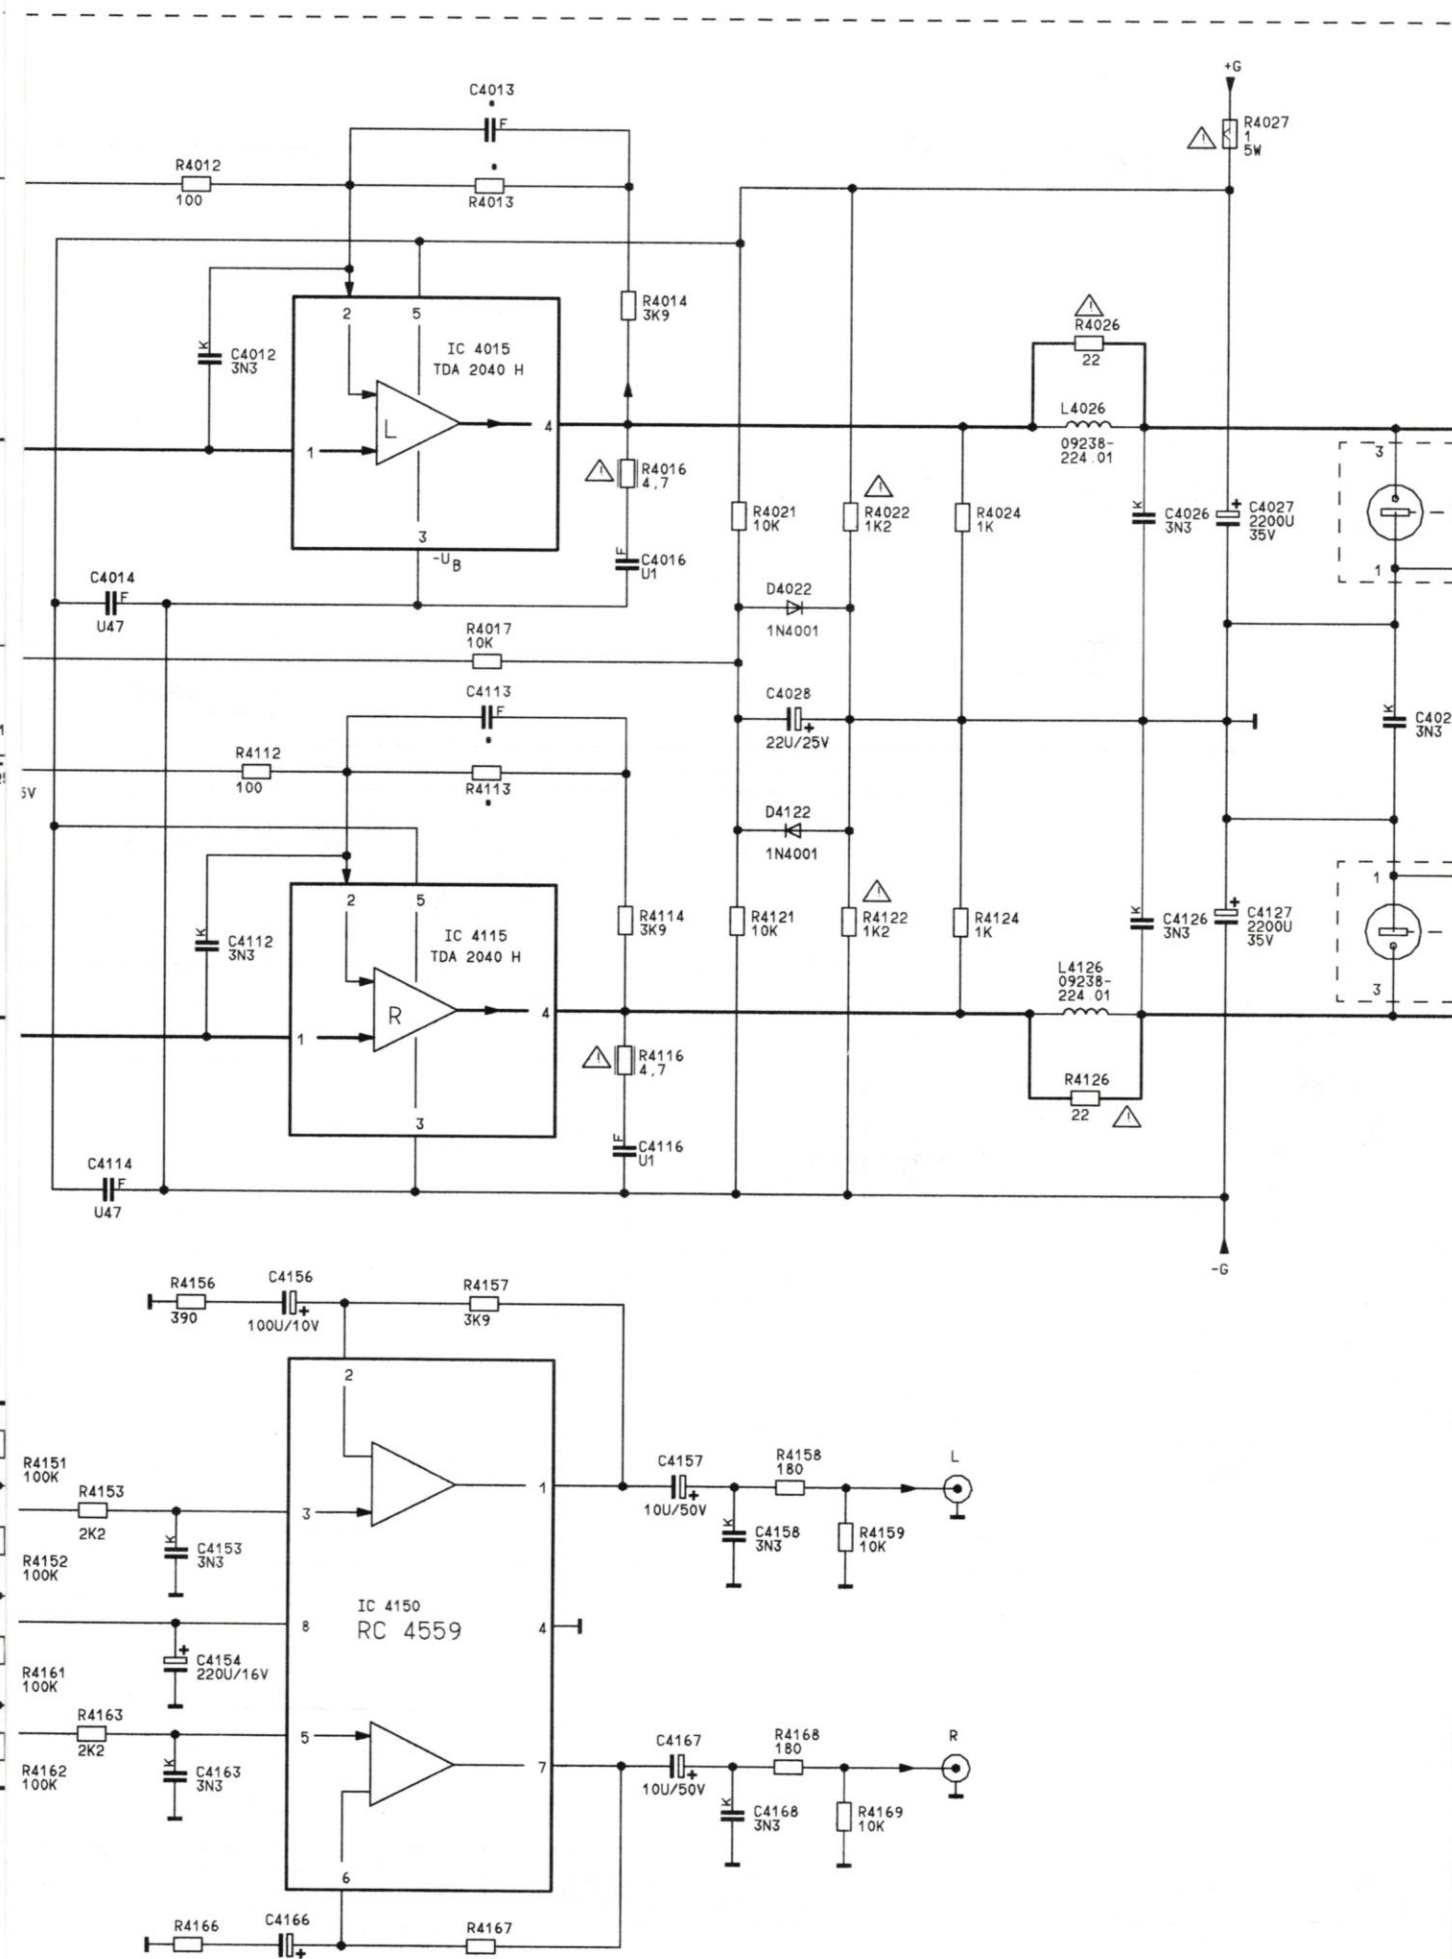 C4013
F
+G
R4027
1
5W
R4012
100
R4013
R4014
3K9
R4026
22
2
5
IC 4015
TDA 2040 H
K
C4012
3N3
L
1
4
L4026
09238-
224.01
3
R4016
4,7
R4021
10K
R4022
1K2
R4024
1K
K
C4026
3N3
+
C4027
2200U
35V
3
-UB
F
C4016
U1
1
C4014
F
U47
D4022
1N4001
R4017
10K
C4113
F
C4028
+
22U/25V
K
C402
3N3
R4112
100
R4113
5V
D4122
1N4001
2
5
IC 4115
TDA 2040 H
K
C4112
3N3
R
1
4
R4114
3K9
R4121
10K
R4122
1K2
R4124
1K
K
C4126
3N3
+
C4127
2200U
35V
1
L4126
09238-
224.01
3
R4116
4,7
R4126
22
3
F
C4116
U1
C4114
F
U47
-G
R4156
390
C4156
+
100U/10V
R4157
3K9
2
R4151
100K
R4153
2K2
3
1
C4157
+
10U/50V
R4158
180
L
K
C4153
3N3
K
C4158
3N3
R4159
10K
R4152
100K
IC 4150
RC 4559
8
4
+
C4154
220U/16V
R4161
100K
R4163
2K2
5
7
C4167
+
10U/50V
R4168
180
R
R4162
100K
K
C4163
3N3
K
C4168
3N3
R4169
10K
6
R4166
C4166
+
R4167